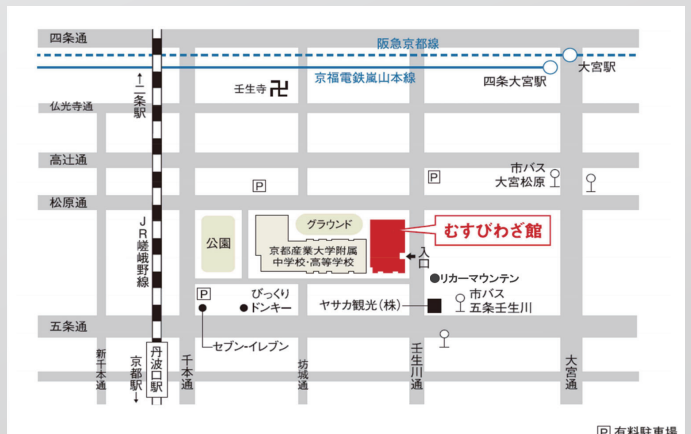 四条通
阪急京都線
大宮駅
京福電鉄嵐山本線
四条大宮駅
←二条駅
壬生寺 卍
仏光寺通
高辻通
P
P
市バス
大宮松原
松原通
JR嵯峨野線
公園
グラウンド
京都産業大学附属
中学校・高等学校
むすびわざ館
←入口
リカーマウンテン
P
びっくり
ドンキー
ヤサカ観光(株)
市バス
五条壬生川
五条通
セブン-イレブン
新千本通
京都駅→
丹波口駅
千本通
坊城通
壬生川通
大宮通
P 有料駐車場